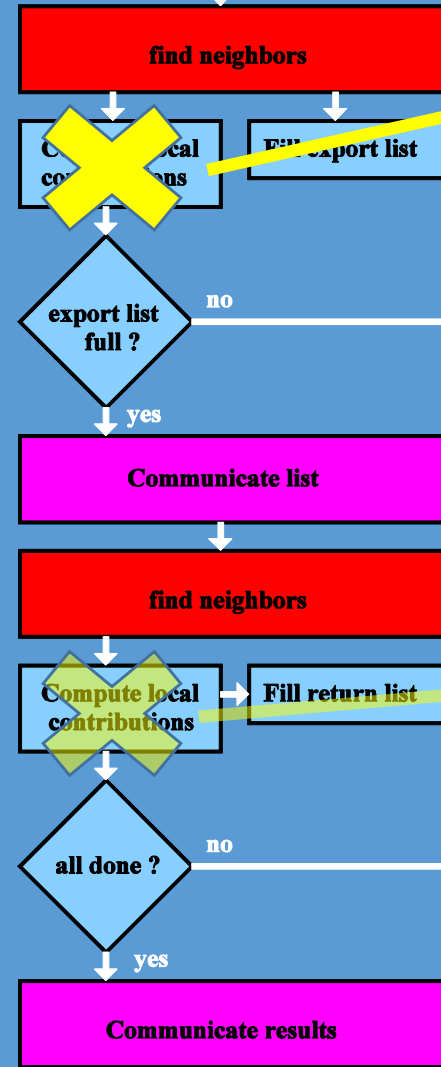 find neighbors
Fill export list
export list
full ?
no
yes
Communicate list
find neighbors
Compute local
contributions
Fill return list
all done ?
no
yes
Communicate results